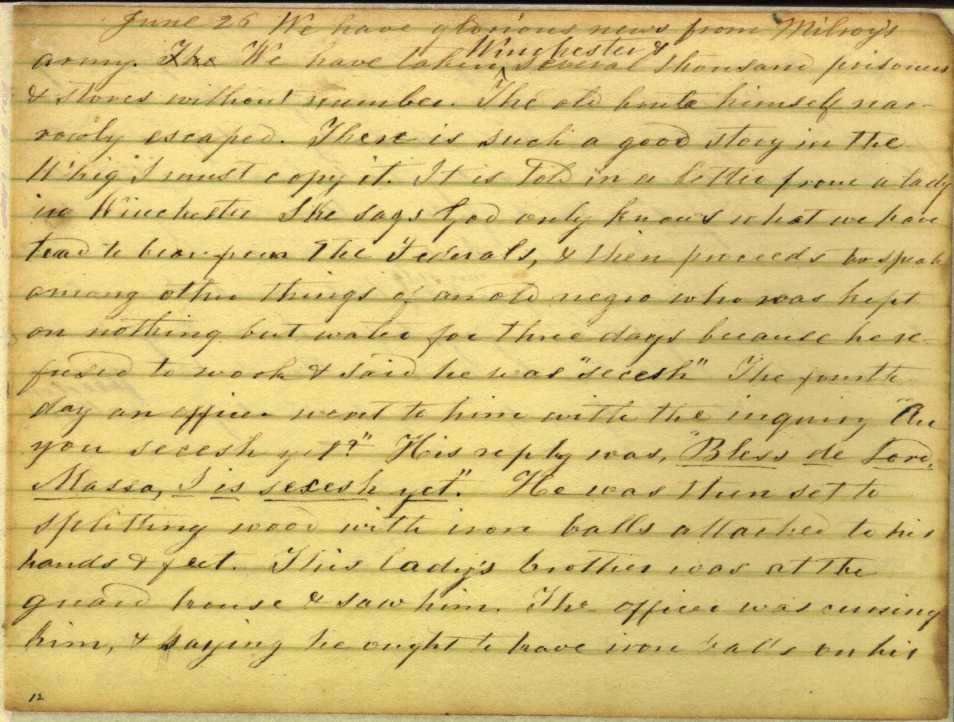 June 26 We have glorious news from Milroy's
Winchester &
army. The We have taken, several thousand prisoners
& stores without number. The old brute himself nar-
rowly escaped. There is such a good story in the
Whig I must copy it. It is told in a letter from a lady
in Winchester She says God only knows what we have
had to bear from the Federals, & then proceeds to speak
among other things of an old negro who was kept
on nothing but water for three days because he re-
fused to work & said he was "secesh" The fourth
day an officer went to him with the inquiry "Are
you secesh yet?" His reply was, "Bless de Lord,
Massa, I is secesh yet". He was then set to
splitting wood with iron balls attached to his
hands & feet. This lady's brother was at the
guard house & saw him. The officer was cursing
him, & saying he ought to have iron balls on his
12